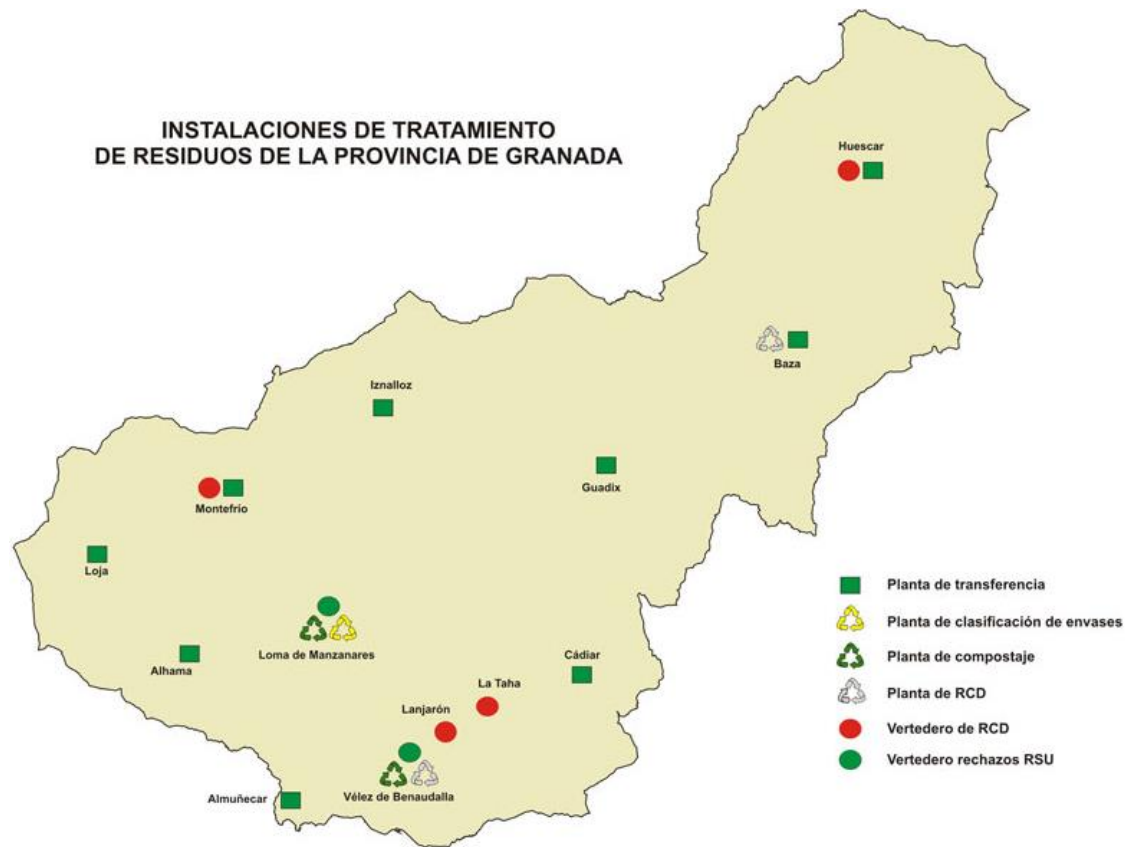 INSTALACIONES DE TRATAMIENTO
DE RESIDUOS DE LA PROVINCIA DE GRANADA
Huescar
Baza
Iznalloz
Guadix
Montefrío
Loja
Loma de Manzanares
Alhama
Cádiar
La Taha
Lanjarón
Vélez de Benaudalla
Almuñecar
Planta de transferencia
Planta de clasificación de envases
Planta de compostaje
Planta de RCD
Vertedero de RCD
Vertedero rechazos RSU